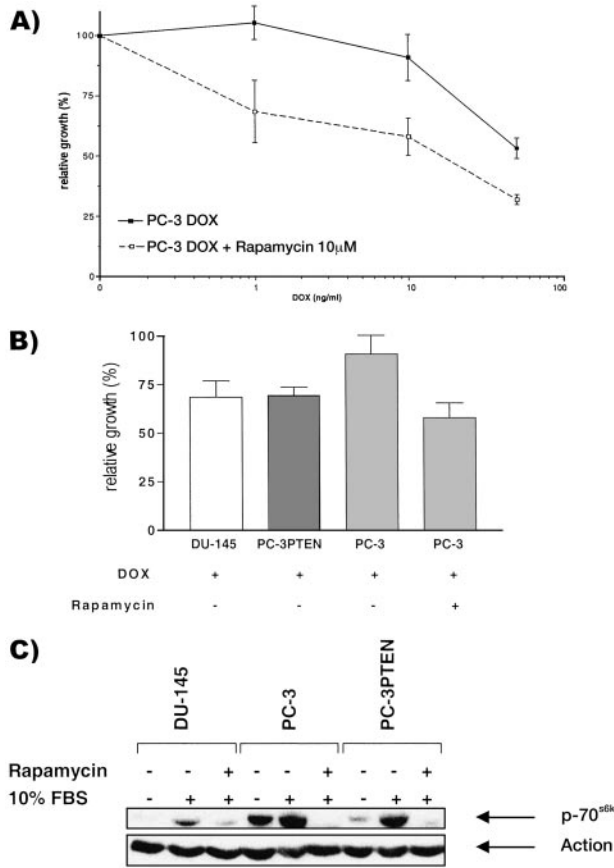 A)
100
75
50
25
0
relative growth (%)
PC-3 DOX
PC-3 DOX + Rapamycin 10µM
0 1 10 100
DOX (ng/ml)
B)
100
75
50
25
0
relative growth (%)
DU-145 PC-3PTEN PC-3 PC-3
DOX + + + +
Rapamycin - - - +
C)
DU-145 PC-3 PC-3PTEN
Rapamycin - - + - - + - - +
10% FBS - + + - + + - + +
p-70s6k
Action